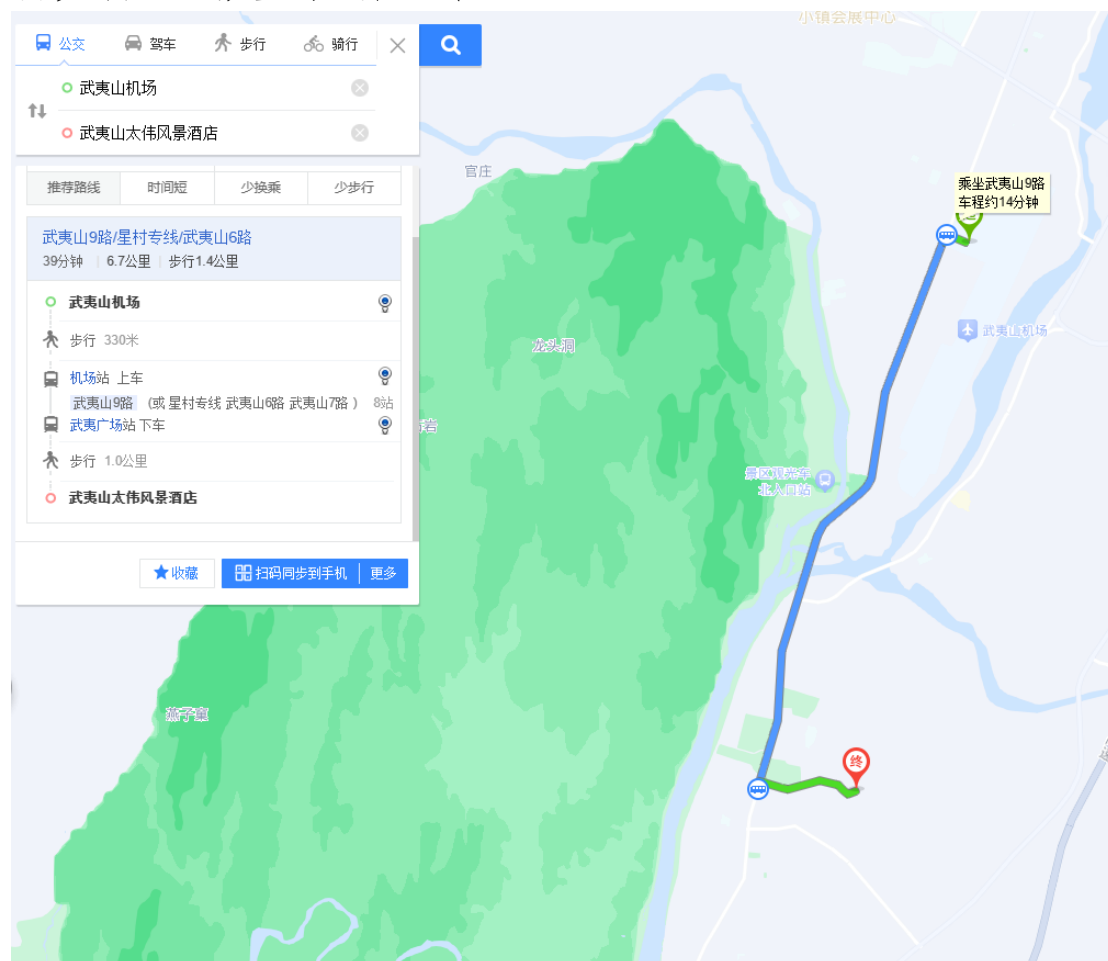 小镇会展中心
公交 驾车 步行 骑行
武夷山机场
武夷山太伟风景酒店
推荐路线 时间短 少换乘 少步行
武夷山9路/星村专线/武夷山6路
39分钟 6.7公里 步行1.4公里
武夷山机场
步行 330米
机场站 上车
武夷山9路 (或 星村专线 武夷山6路 武夷山7路 ) 8站
武夷广场站 下车
步行 1.0公里
武夷山太伟风景酒店
收藏 扫码同步到手机 更多
官庄
乘坐武夷山9路
车程约14分钟
武夷山机场
龙头洞
岩
景区观光车
北入口站
燕子窠
终